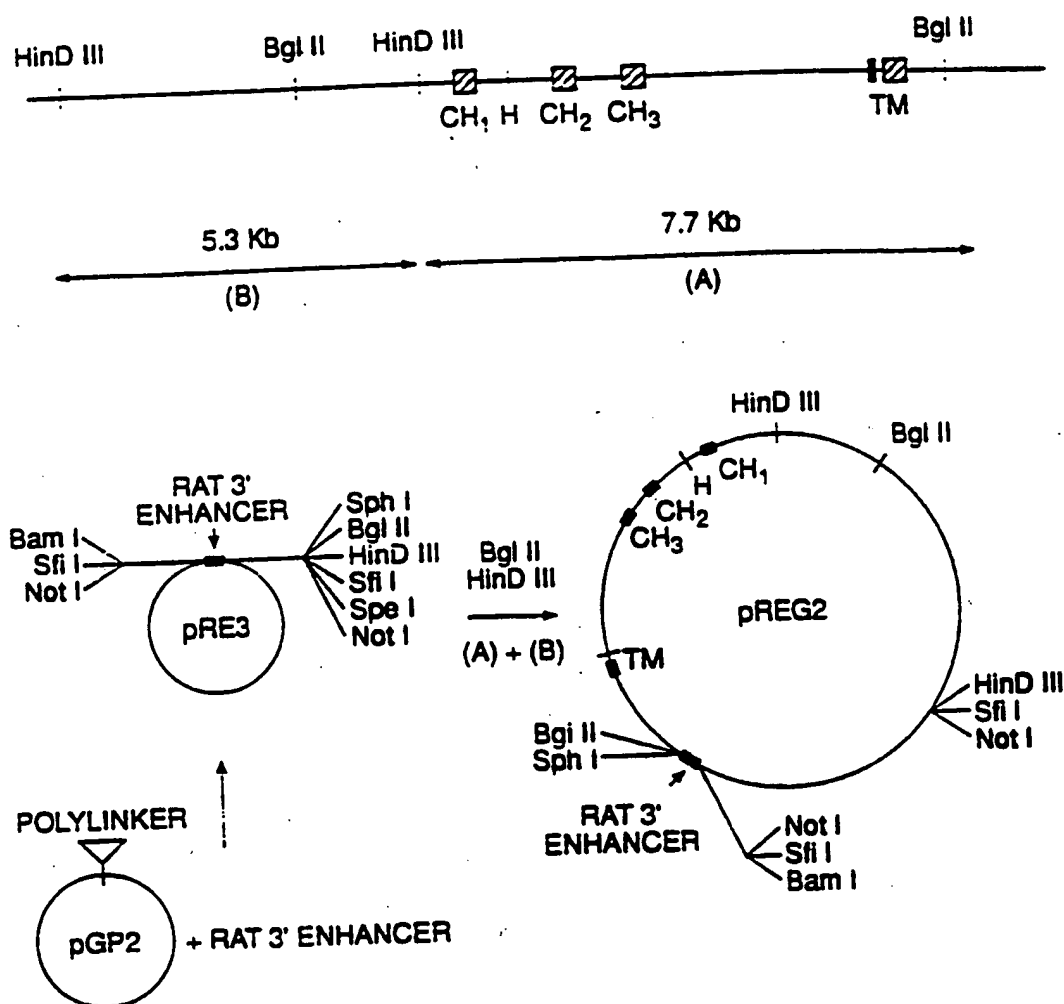 HinD III
Bgl II
HinD III
Bgl II
CH1 H CH2 CH3
TM
5.3 Kb
7.7 Kb
(B)
(A)
HinD III
Bgl II
CH1
H
CH2
CH3
RAT 3'
ENHANCER
Bam I
Sfi I
Not I
Sph I
Bgl II
HinD III
Sfi I
Spe I
Not I
pRE3
Bgl II
HinD III
(A) + (B)
pREG2
TM
Bgl II
Sph I
HinD III
Sfi I
Not I
RAT 3'
ENHANCER
Not I
Sfi I
Bam I
POLYLINKER
pGP2
+ RAT 3' ENHANCER